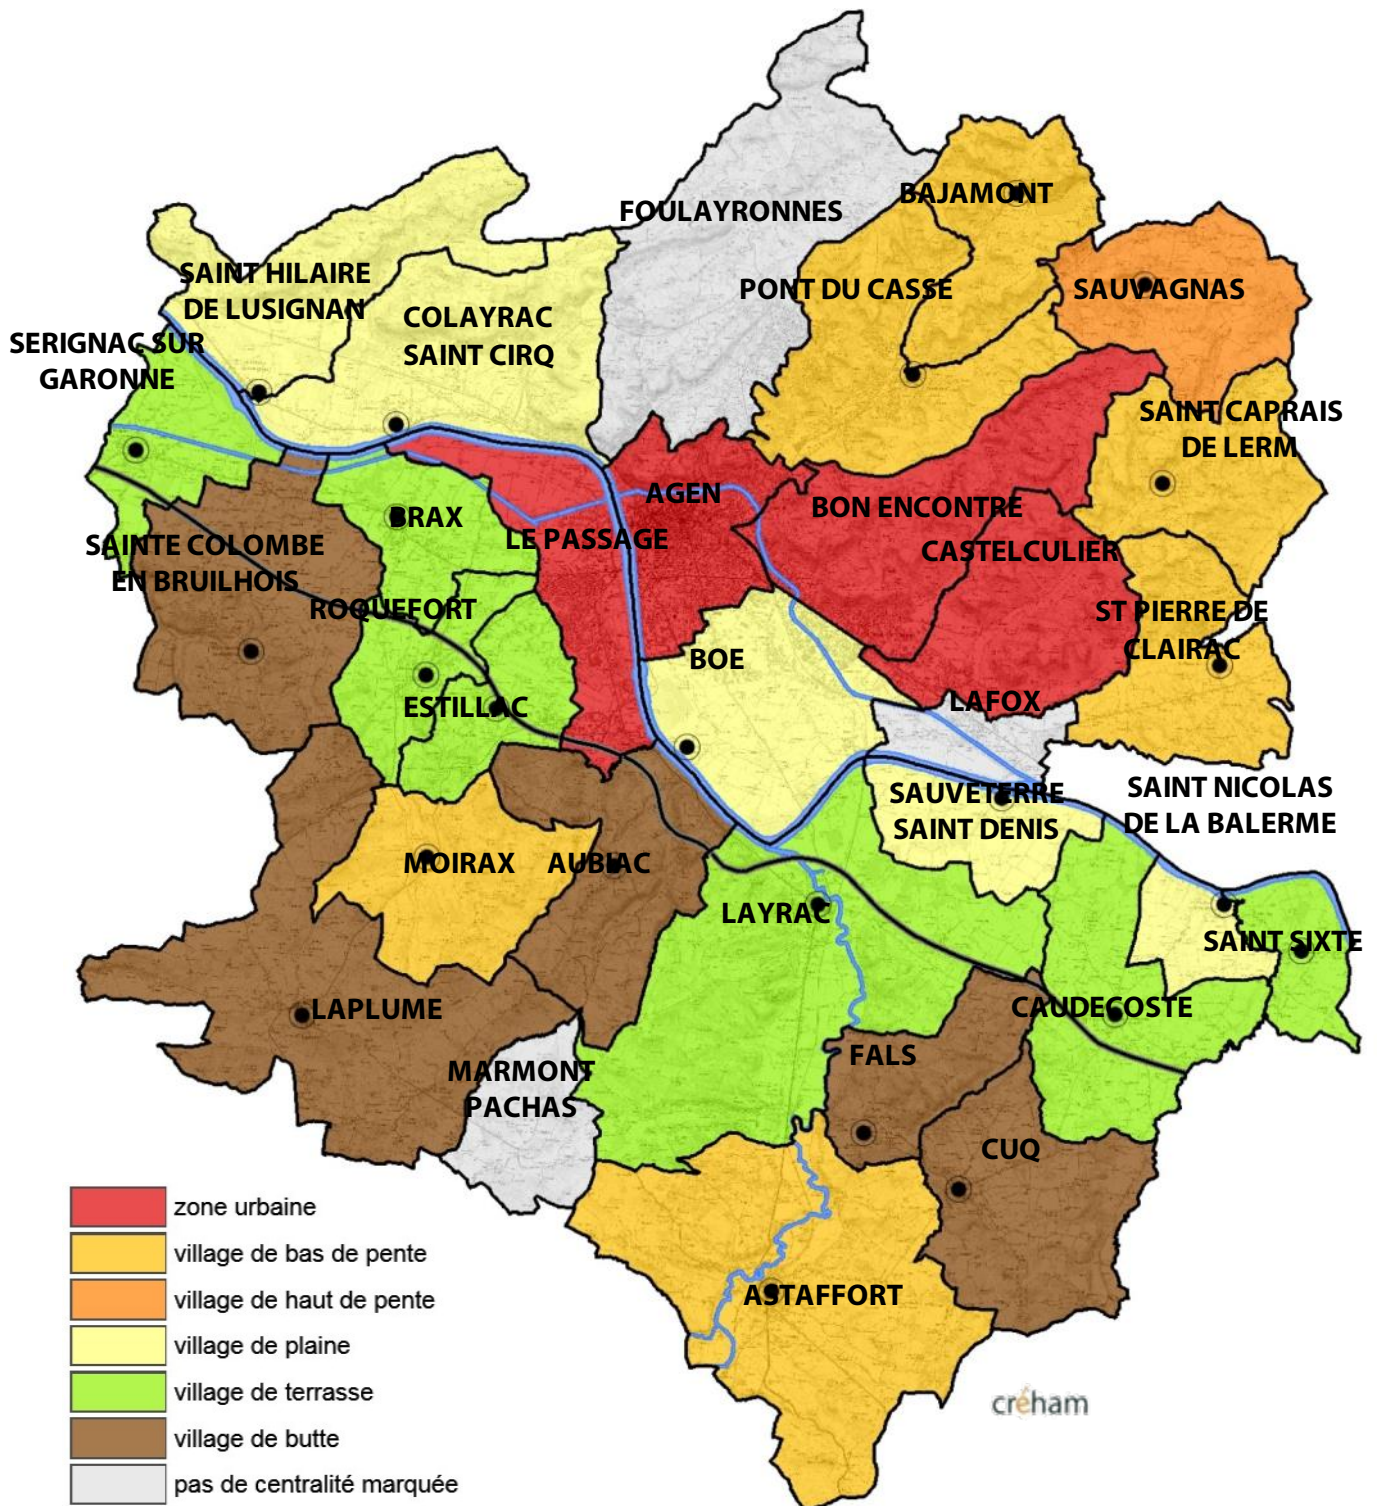 FOULAYRONNES
BAJAMONT
SAINT HILAIRE
DE LUSIGNAN
COLAYRAC
SAINT CIRQ
PONT DU CASSE
SAUVAGNAS
SERIGNAC SUR
GARONNE
SAINT CAPRAIS
DE LERM
AGEN
BON ENCONTRE
BRAX
LE PASSAGE
CASTELCULIER
SAINTE COLOMBE
EN BRUILHOIS
ROQUEFORT
ST PIERRE DE
CLAIRAC
BOE
ESTILLAC
LAFOX
SAUVETERRE
SAINT DENIS
SAINT NICOLAS
DE LA BALERME
MOIRAX
AUBIAC
LAYRAC
SAINT SIXTE
LAPLUME
CAUDECOSTE
MARMONT
PACHAS
FALS
CUQ
ASTAFFORT
zone urbaine
village de bas de pente
village de haut de pente
village de plaine
village de terrasse
village de butte
pas de centralité marquée
créham